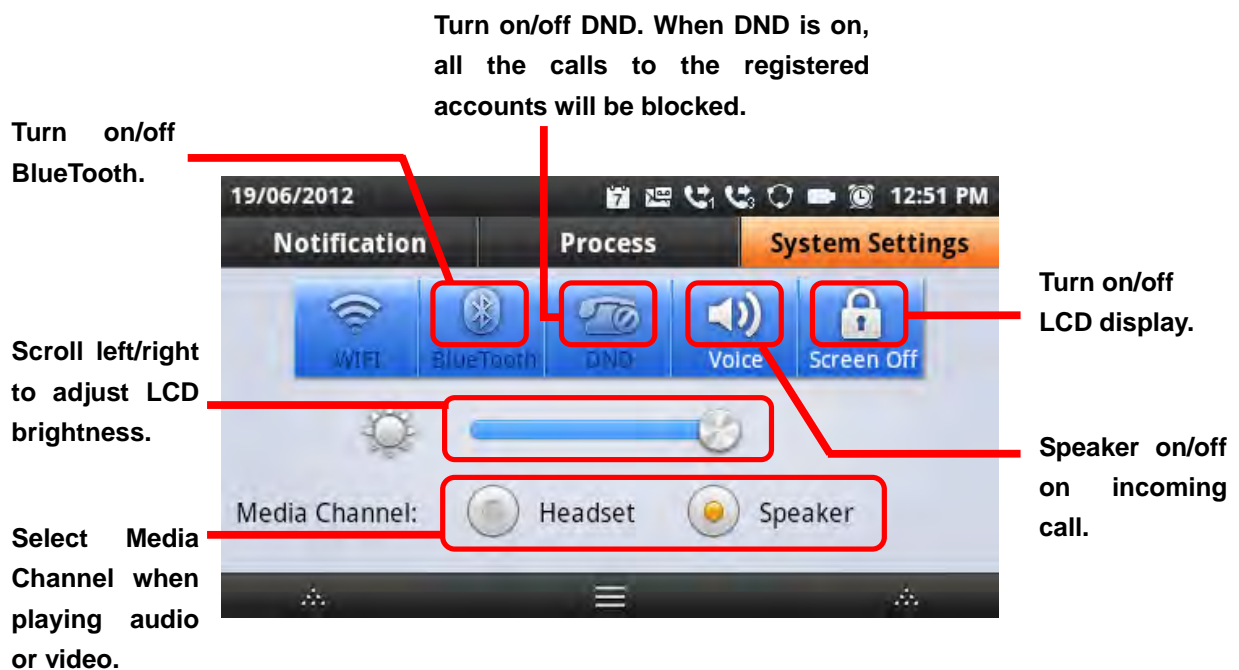 Turn on/off DND. When DND is on,
all the calls to the registered
accounts will be blocked.
Turn on/off
BlueTooth.
19/06/2012
7
1
3
12:51 PM
Notification
Process
System Settings
WIFI
BlueTooth
DND
Voice
Screen Off
Turn on/off
LCD display.
Scroll left/right
to adjust LCD
brightness.
Speaker on/off
on incoming
call.
Media Channel:
Headset
Speaker
Select Media
Channel when
playing audio
or video.